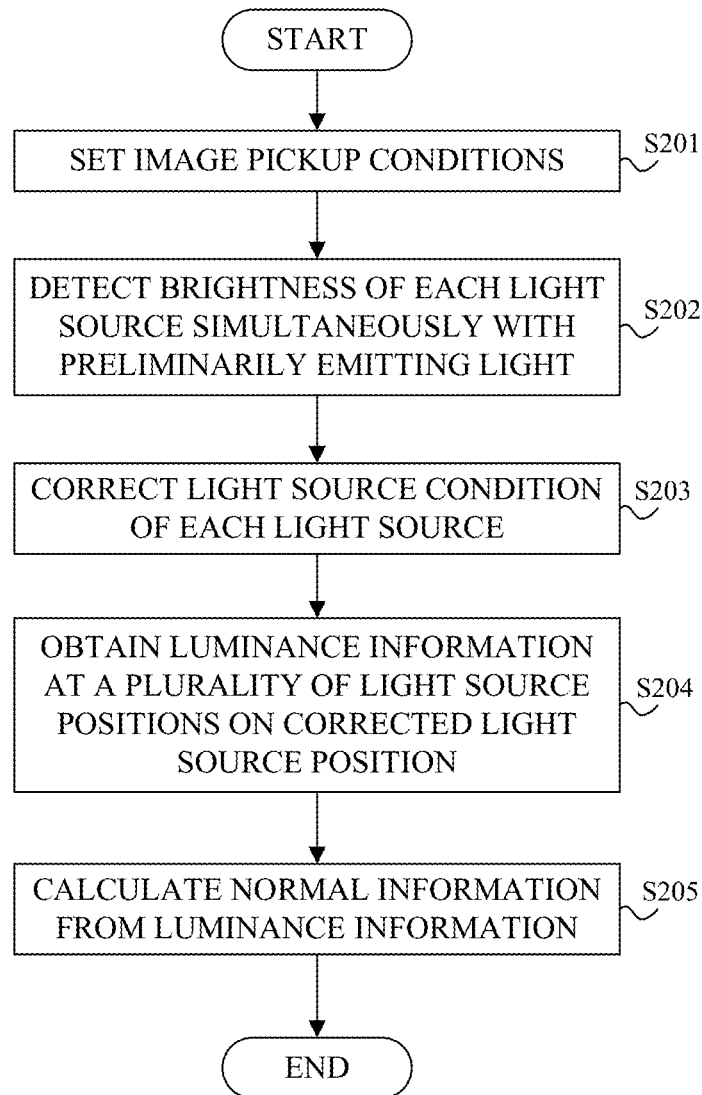 START
SET IMAGE PICKUP CONDITIONS
S201
DETECT BRIGHTNESS OF EACH LIGHT
SOURCE SIMULTANEOUSLY WITH
PRELIMINARILY EMITTING LIGHT
S202
CORRECT LIGHT SOURCE CONDITION
OF EACH LIGHT SOURCE
S203
OBTAIN LUMINANCE INFORMATION
AT A PLURALITY OF LIGHT SOURCE
POSITIONS ON CORRECTED LIGHT
SOURCE POSITION
S204
CALCULATE NORMAL INFORMATION
FROM LUMINANCE INFORMATION
S205
END